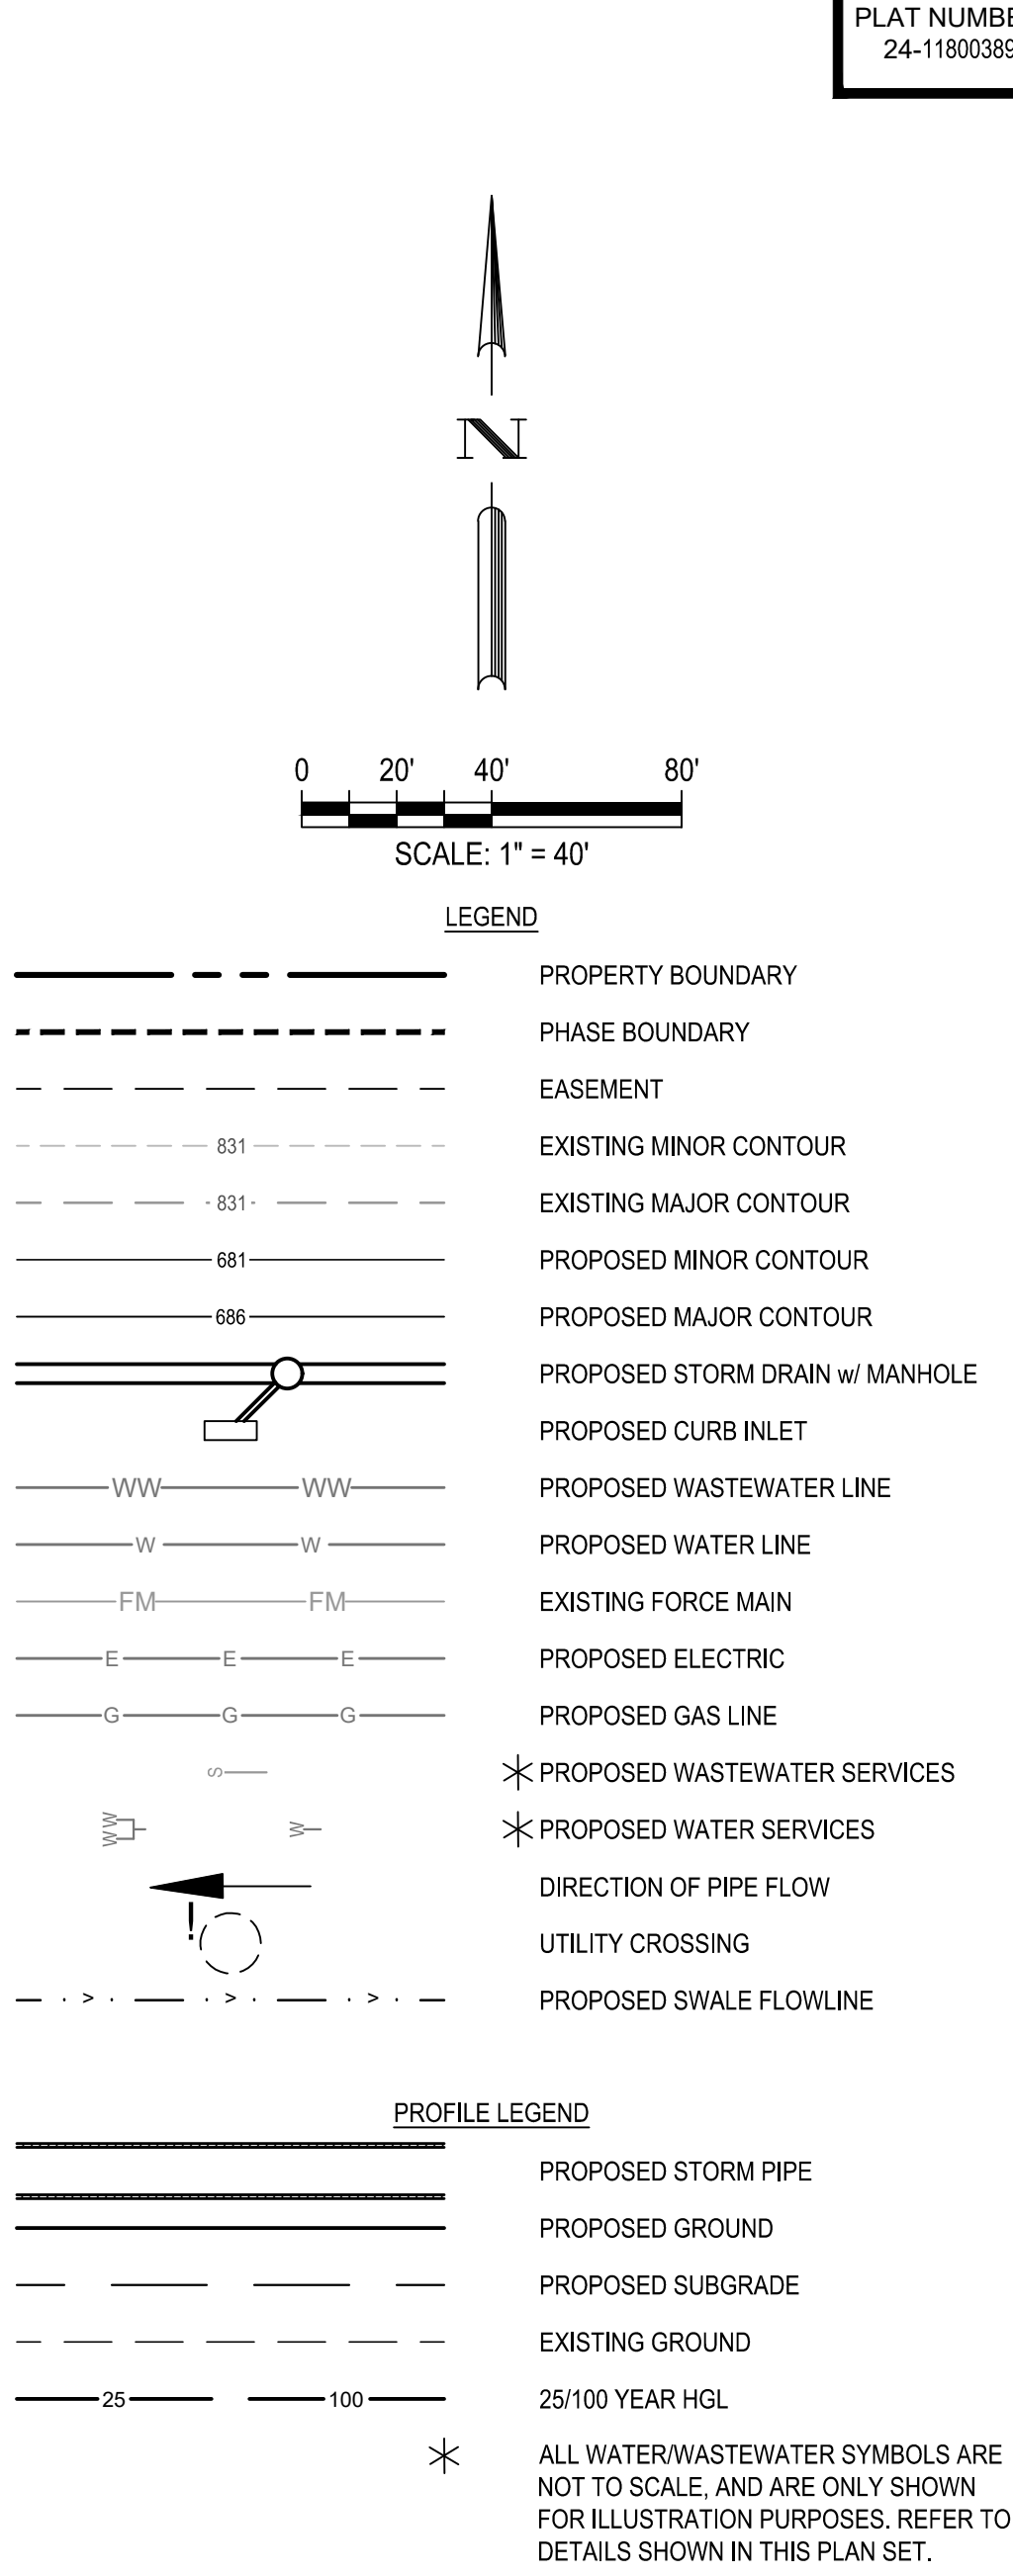 PLAT NUMBE
24-11800389
N
0 20' 40' 80'
SCALE: 1" = 40'
LEGEND
PROPERTY BOUNDARY
PHASE BOUNDARY
EASEMENT
831 EXISTING MINOR CONTOUR
831 EXISTING MAJOR CONTOUR
681 PROPOSED MINOR CONTOUR
686 PROPOSED MAJOR CONTOUR
PROPOSED STORM DRAIN w/ MANHOLE
PROPOSED CURB INLET
WW WW PROPOSED WASTEWATER LINE
W W PROPOSED WATER LINE
FM FM EXISTING FORCE MAIN
E E E PROPOSED ELECTRIC
G G G PROPOSED GAS LINE
S PROPOSED WASTEWATER SERVICES
W W W PROPOSED WATER SERVICES
DIRECTION OF PIPE FLOW
! UTILITY CROSSING
> > > PROPOSED SWALE FLOWLINE
PROFILE LEGEND
PROPOSED STORM PIPE
PROPOSED GROUND
PROPOSED SUBGRADE
EXISTING GROUND
25 100 25/100 YEAR HGL
ALL WATER/WASTEWATER SYMBOLS ARE
NOT TO SCALE, AND ARE ONLY SHOWN
FOR ILLUSTRATION PURPOSES. REFER TO
DETAILS SHOWN IN THIS PLAN SET.